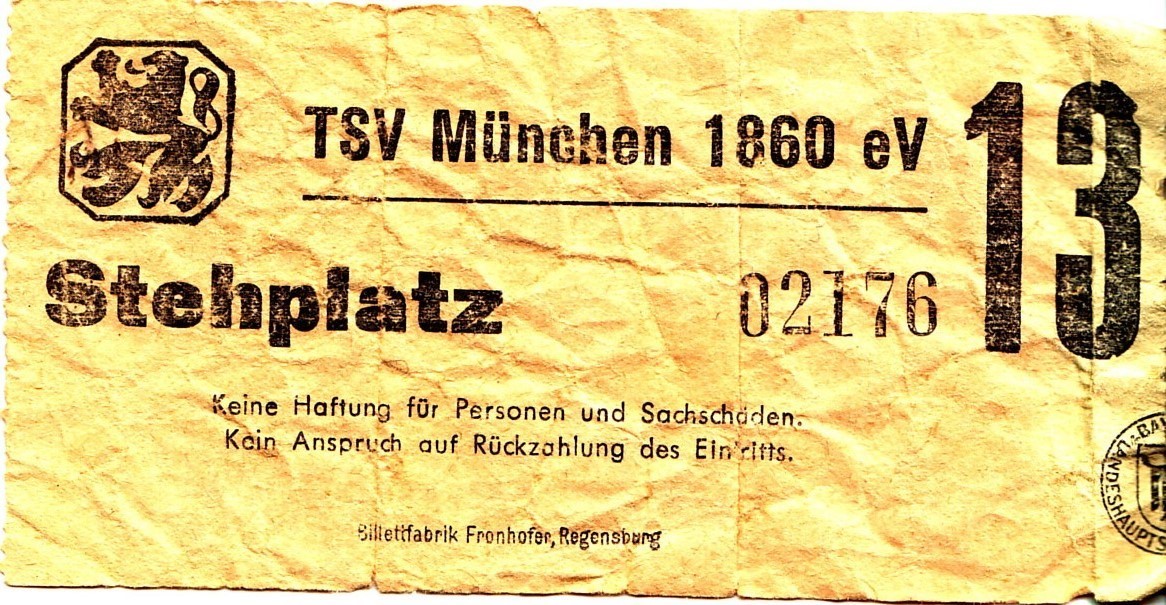 TSV München 1860 eV
13
Stehplatz
02176
Keine Haftung für Personen und Sachschäden.
Kein Anspruch auf Rückzahlung des Eintritts.
Billettfabrik Fronhofer, Regensburg